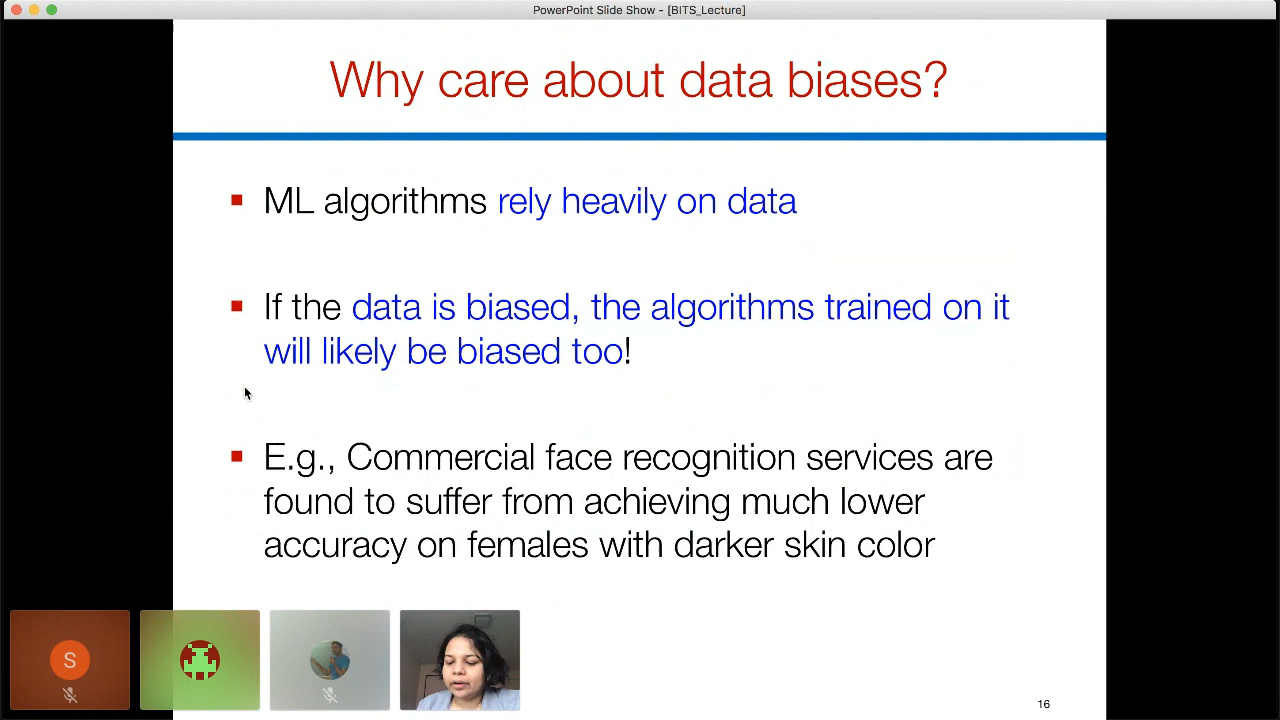 PowerPoint Slide Show - [BITS_Lecture]
Why care about data biases?
ML algorithms rely heavily on data
If the data is biased, the algorithms trained on it
will likely be biased too!
E.g., Commercial face recognition services are
found to suffer from achieving much lower
accuracy on females with darker skin color
S
16